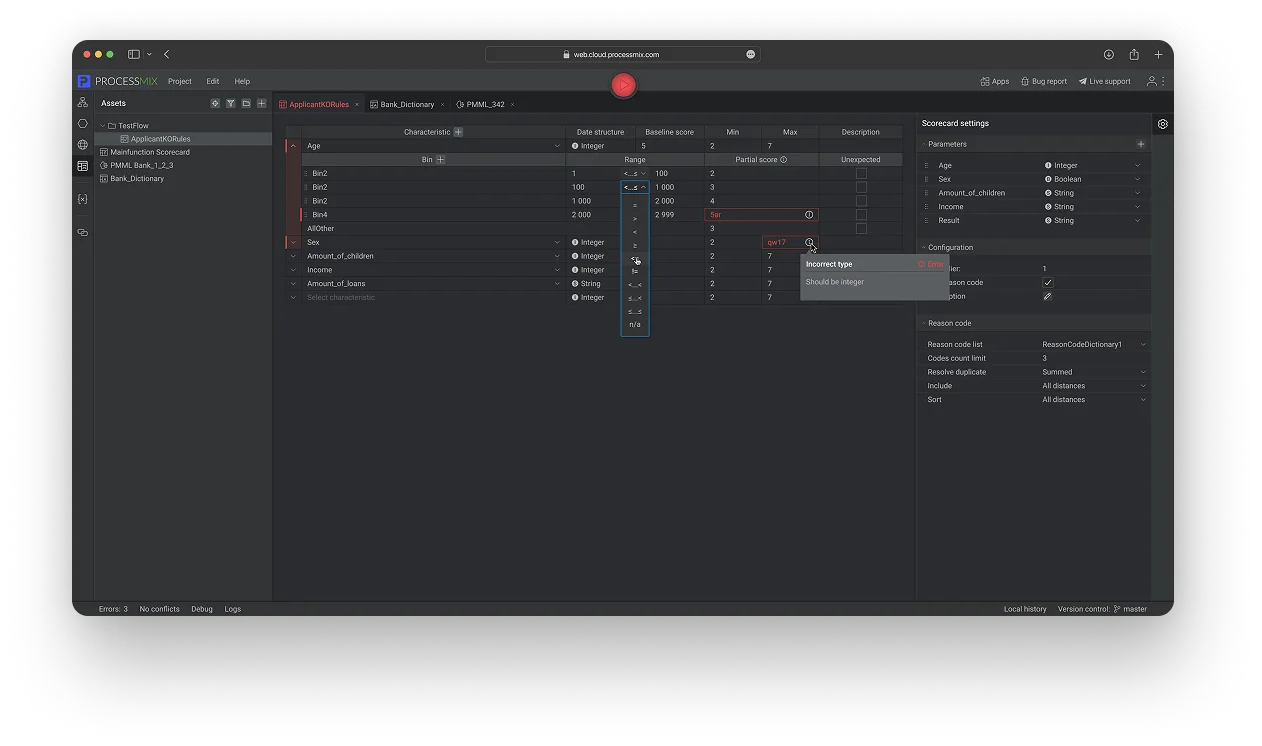 web.cloud.processmix.com
PROCESSMIX Project Edit Help
Apps Bug report Live support
Assets
ApplicantKORules × Bank_Dictionary × PMML_342 ×
TestFlow
ApplicantKORules
Mainfunction Scorecard
PMML Bank_1_2_3
Bank_Dictionary
Characteristic Date structure Baseline score Min Max Description
Age Integer 5 2 7
Bin Range Partial score Unexpected
Bin2 1 <...≤ 100 2
Bin2 100 <...≤ 1 000 3
Bin2 1 000 2 000 4
Bin4 2 000 2 999 5er
AllOther 3
Sex Integer 2 qw17
Amount_of_children Integer 2 7
Income Integer 2 7
Amount_of_loans String 2 7
Select characteristic Integer 2 7
=
>
<
≥
!=
<...<
≤...<
≤...≤
n/a
Incorrect type Error
Should be integer
Scorecard settings
Parameters
Age Integer
Sex Boolean
Amount_of_children String
Income String
Result String
Configuration
lier: 1
ason code
ption
Reason code
Reason code list ReasonCodeDictionary1
Codes count limit 3
Resolve duplicate Summed
Include All distances
Sort All distances
Errors: 3 No conflicts Debug Logs
Local history Version control: master